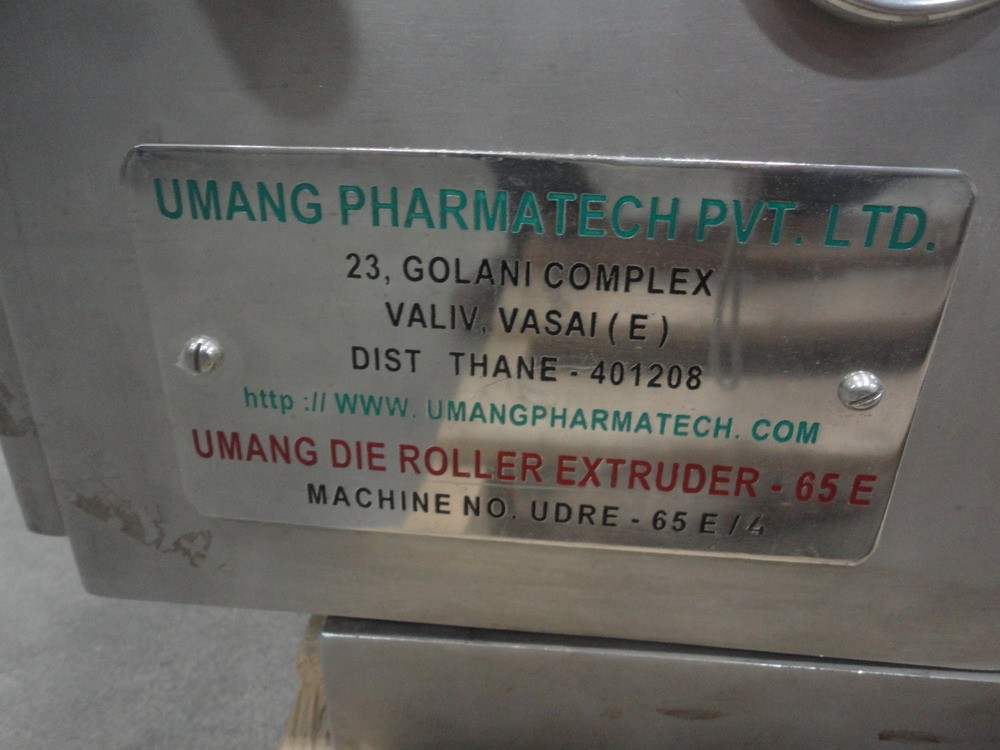 UMANG PHARMATECH PVT. LTD.
23, GOLANI COMPLEX
VALIV, VASAI ( E )
DIST THANE - 401208
http :// WWW. UMANGPHARMATECH. COM
UMANG DIE ROLLER EXTRUDER - 65 E
MACHINE NO. UDRE - 65 E / 4